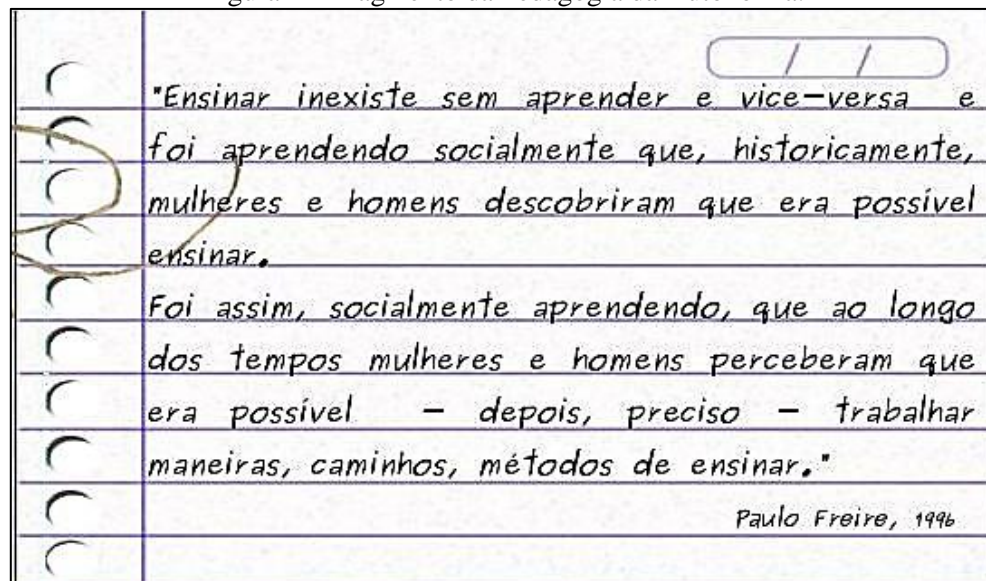 "Ensinar inexiste sem aprender e vice-versa e
foi aprendendo socialmente que, historicamente,
mulheres e homens descobriram que era possível
ensinar.
Foi assim, socialmente aprendendo, que ao longo
dos tempos mulheres e homens perceberam que
era possível – depois, preciso – trabalhar
maneiras, caminhos, métodos de ensinar."
Paulo Freire, 1996